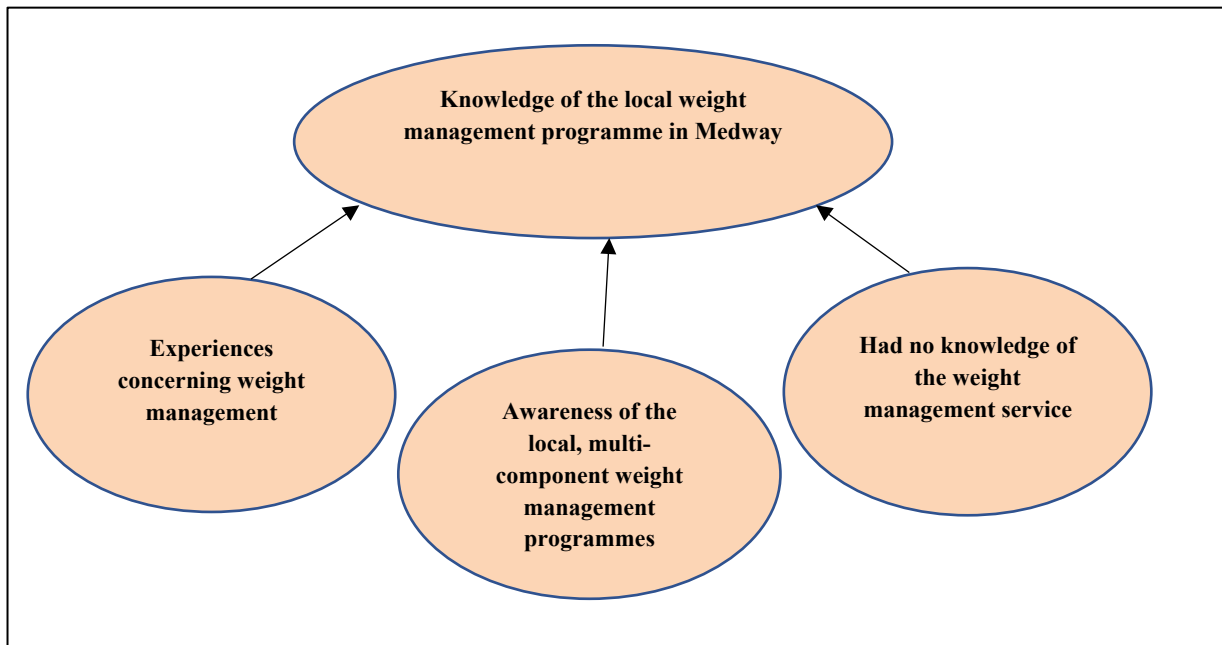 Knowledge of the local weight
management programme in Medway
Experiences
concerning weight
management
Awareness of the
local, multi-
component weight
management
programmes
Had no knowledge of
the weight
management service